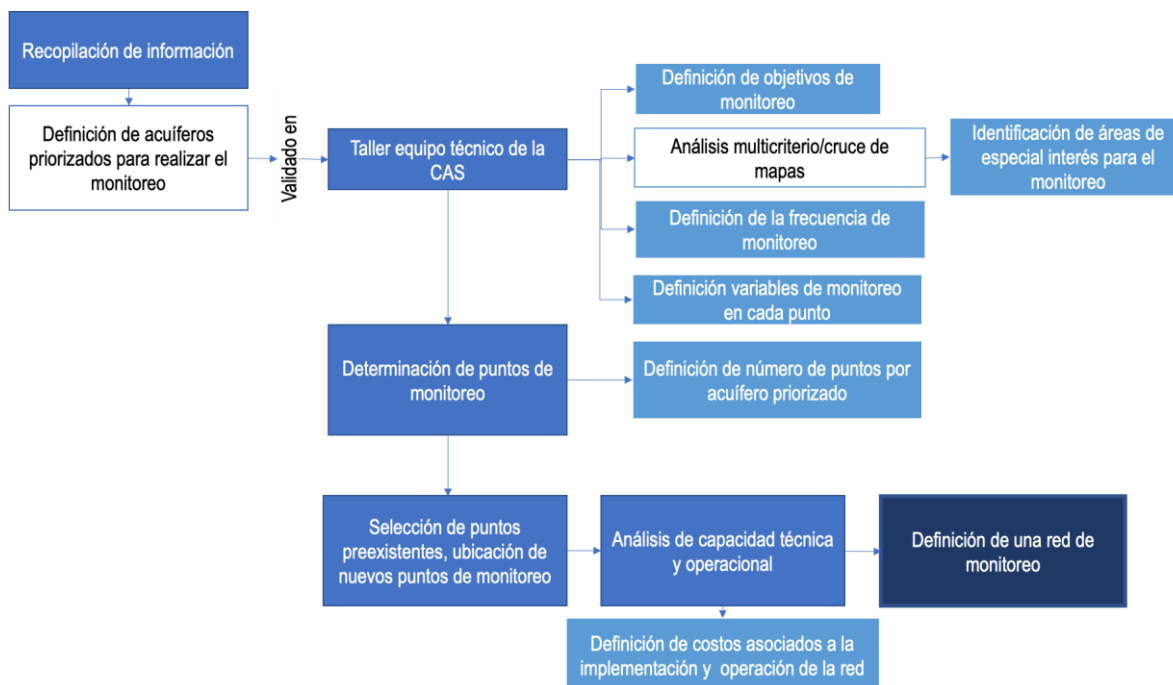 Recopilación de información
Definición de acuíferos
priorizados para realizar el
monitoreo
Validado en
Taller equipo técnico de la
CAS
Definición de objetivos de
monitoreo
Análisis multicriterio/cruce de
mapas
Identificación de áreas de
especial interés para el
monitoreo
Definición de la frecuencia de
monitoreo
Definición variables de monitoreo
en cada punto
Determinación de puntos de
monitoreo
Definición de número de puntos por
acuífero priorizado
Selección de puntos
preexistentes, ubicación de
nuevos puntos de monitoreo
Análisis de capacidad técnica
y operacional
Definición de una red de
monitoreo
Definición de costos asociados a la
implementación y operación de la red